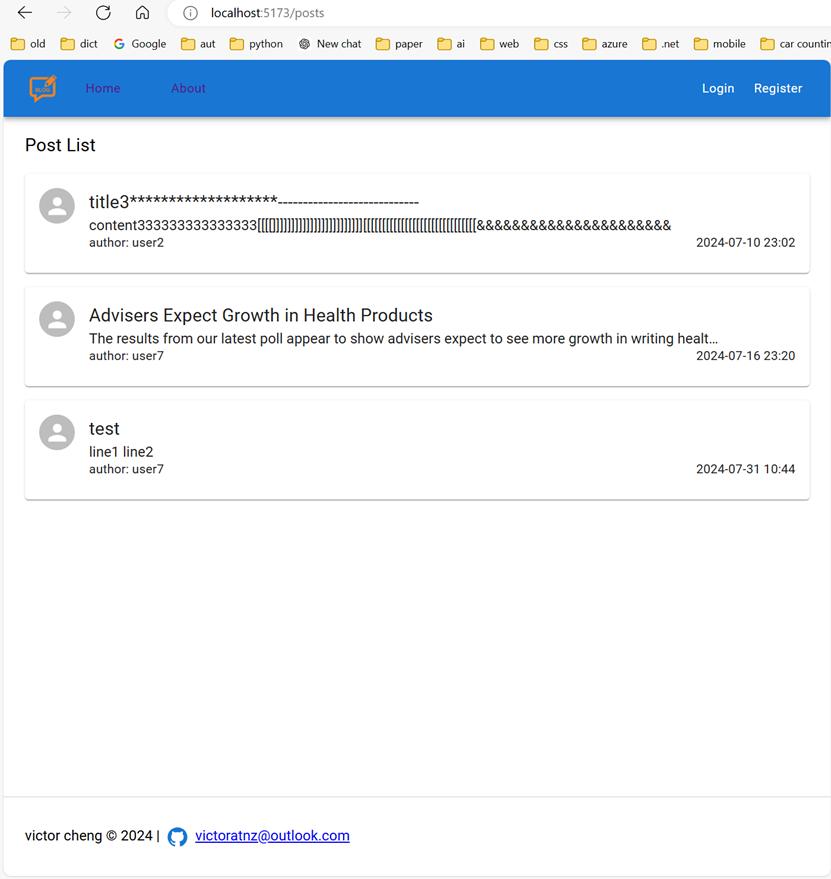 localhost:5173/posts
old dict Google aut python New chat paper ai web css azure .net mobile car countin
BLOG Home About Login Register
Post List
title3*******************----------------------------
content333333333333333[[[[]]]]]]]]]]]]]]]]]]]]]]]][[[[[[[[[[[[[[[[[[[[[[[[[[[[[&&&&&&&&&&&&&&&&&&&&&&
author: user2 2024-07-10 23:02
Advisers Expect Growth in Health Products
The results from our latest poll appear to show advisers expect to see more growth in writing healt...
author: user7 2024-07-16 23:20
test
line1 line2
author: user7 2024-07-31 10:44
victor cheng © 2024 | victoratnz@outlook.com